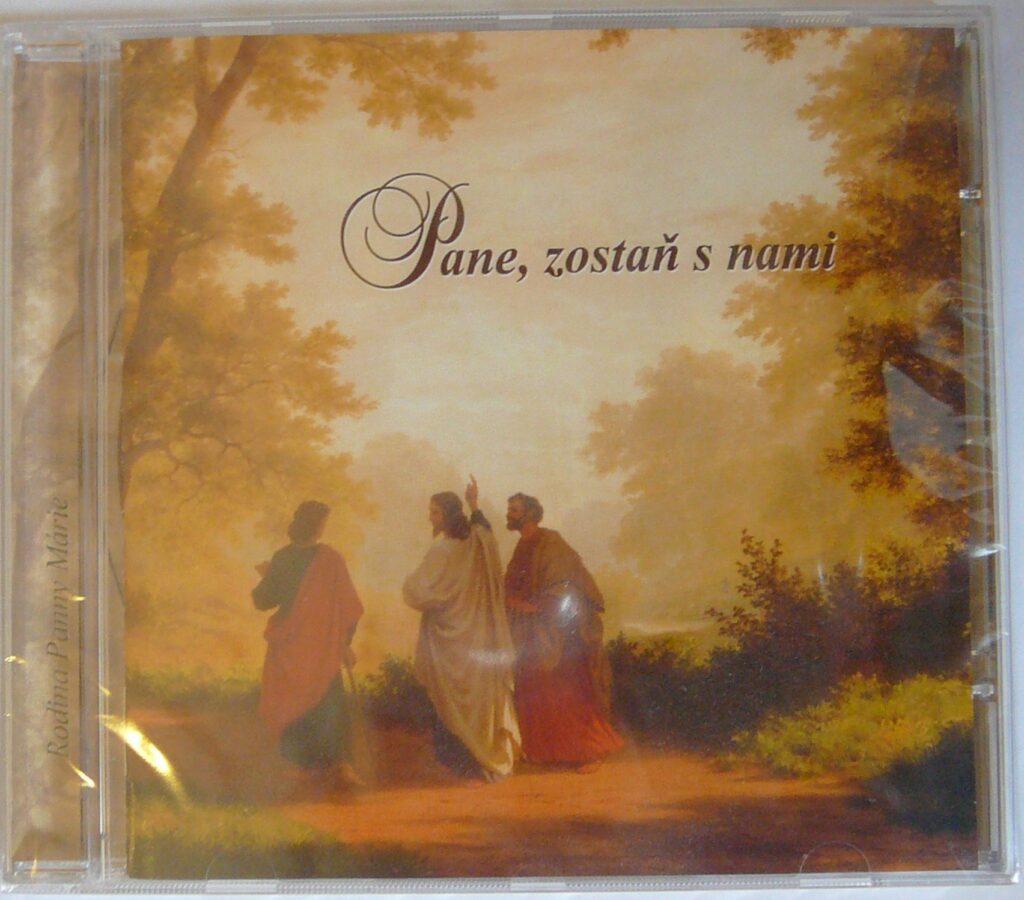 Pane, zostaň s nami
Rodina Panny Márie